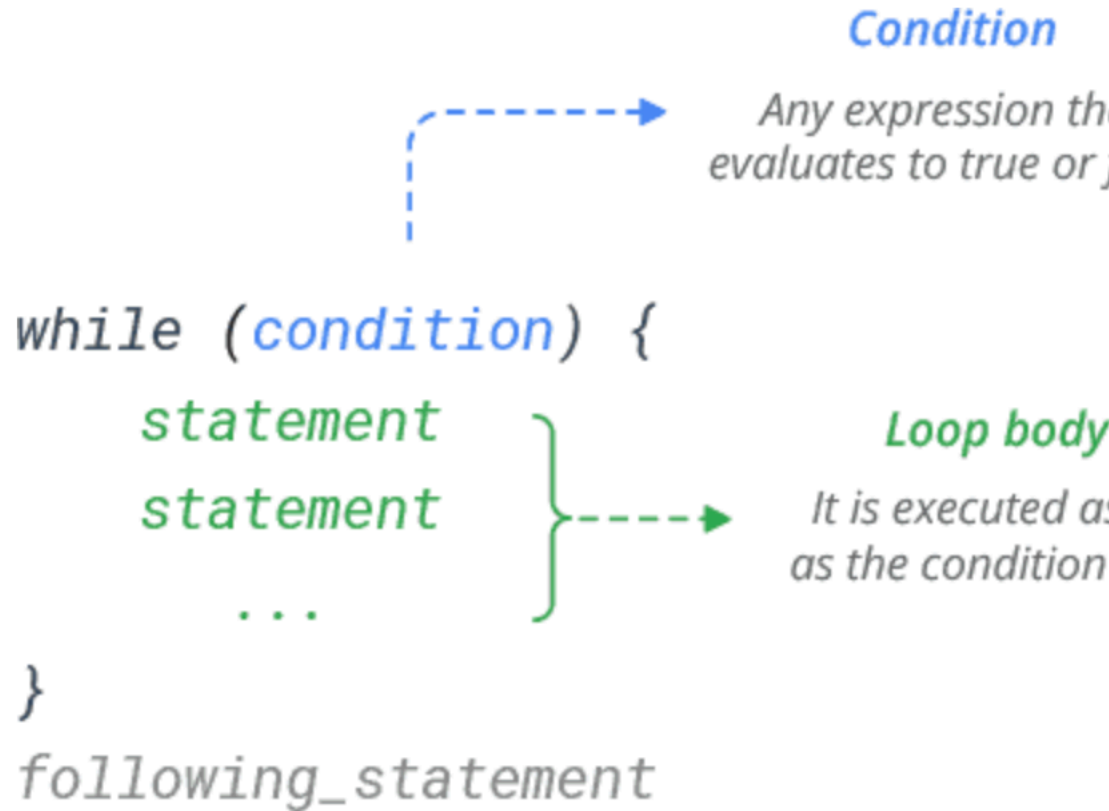 Condition
Any expression
evaluates to true or
while (condition) {
statement
statement
Loop body
It is executed
as the condition
...
}
following_statement